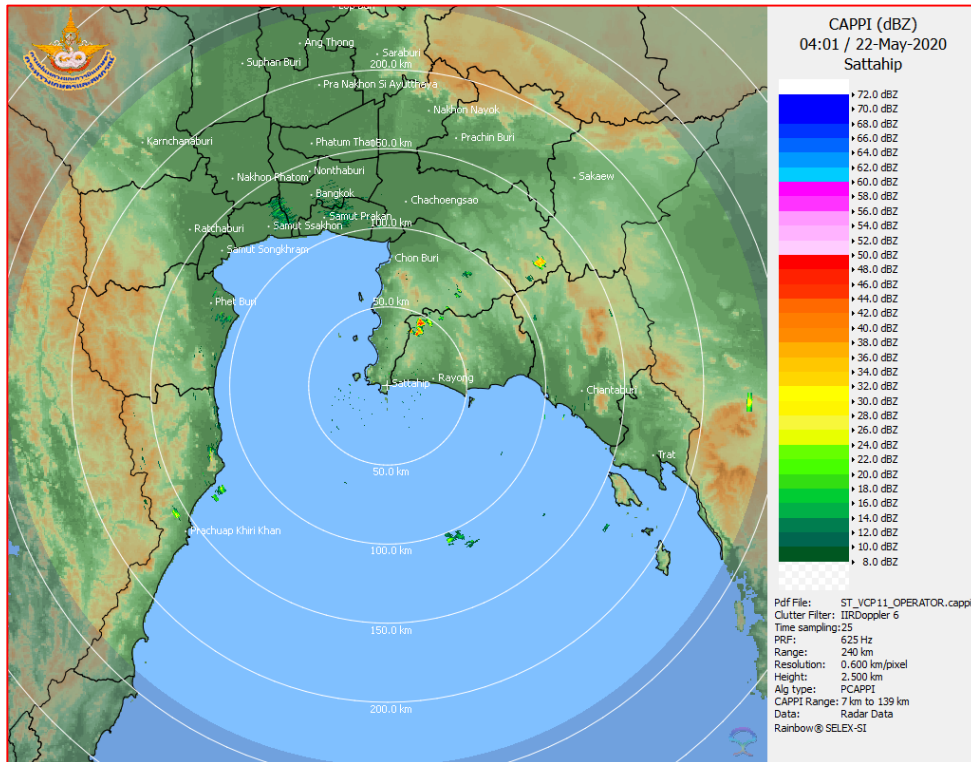 Lop Buri
Ang Thong
Saraburi
Suphan Buri
200.0 km
Pra Nakhon Si Ayutthaya
Nakhon Nayok
Karnchanaburi
Phatum Thani
150.0 km
Prachin Buri
Nonthaburi
Nakhon Phatom
Sakaew
Bangkok
Chachoengsao
Samut Prakan
100.0 km
Samut Ssakhon
Ratchaburi
Samut Songkhram
Chon Buri
Phet Buri
50.0 km
Sattahip
Rayong
Chantaburi
Trat
50.0 km
Prachuap Khiri Khan
100.0 km
150.0 km
200.0 km
CAPPI (dBZ)
04:01 / 22-May-2020
Sattahip
72.0 dBZ
70.0 dBZ
68.0 dBZ
66.0 dBZ
64.0 dBZ
62.0 dBZ
60.0 dBZ
58.0 dBZ
56.0 dBZ
54.0 dBZ
52.0 dBZ
50.0 dBZ
48.0 dBZ
46.0 dBZ
44.0 dBZ
42.0 dBZ
40.0 dBZ
38.0 dBZ
36.0 dBZ
34.0 dBZ
32.0 dBZ
30.0 dBZ
28.0 dBZ
26.0 dBZ
24.0 dBZ
22.0 dBZ
20.0 dBZ
18.0 dBZ
16.0 dBZ
14.0 dBZ
12.0 dBZ
10.0 dBZ
8.0 dBZ
Pdf File: ST_VCP11_OPERATOR.cappi
Clutter Filter: IIRDoppler 6
Time sampling:25
PRF: 625 Hz
Range: 240 km
Resolution: 0.600 km/pixel
Height: 2.500 km
Alg type: PCAPPI
CAPPI Range: 7 km to 139 km
Data: Radar Data
Rainbow® SELEX-SI